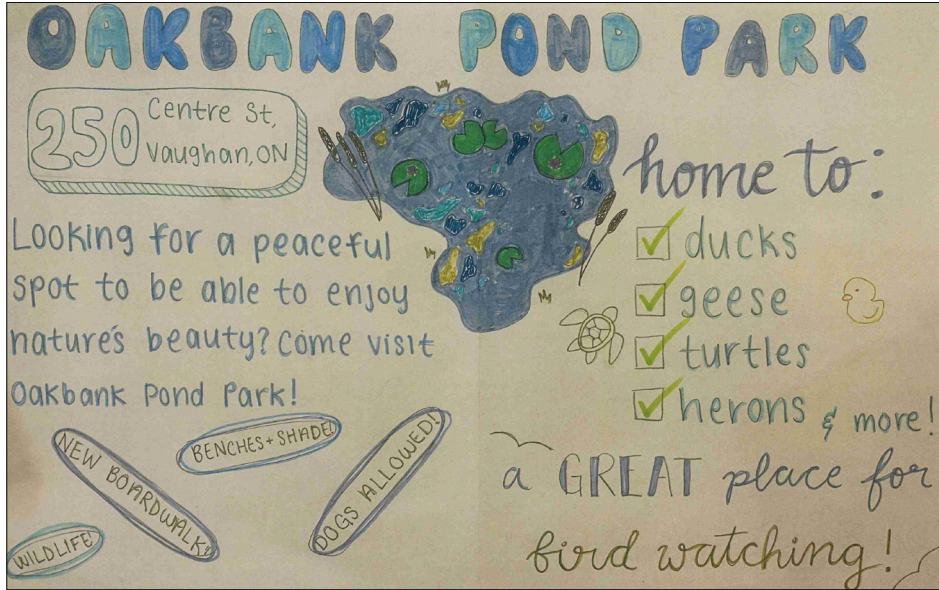 OAKBANK POND PARK
250 Centre St,
Vaughan, ON
Looking for a peaceful
spot to be able to enjoy
nature's beauty? Come visit
Oakbank Pond Park!
NEW BOARDWALK!
BENCHES + SHADE!
DOGS ALLOWED!
WILDLIFE!
home to:
ducks
geese
turtles
herons & more!
a GREAT place for
bird watching!